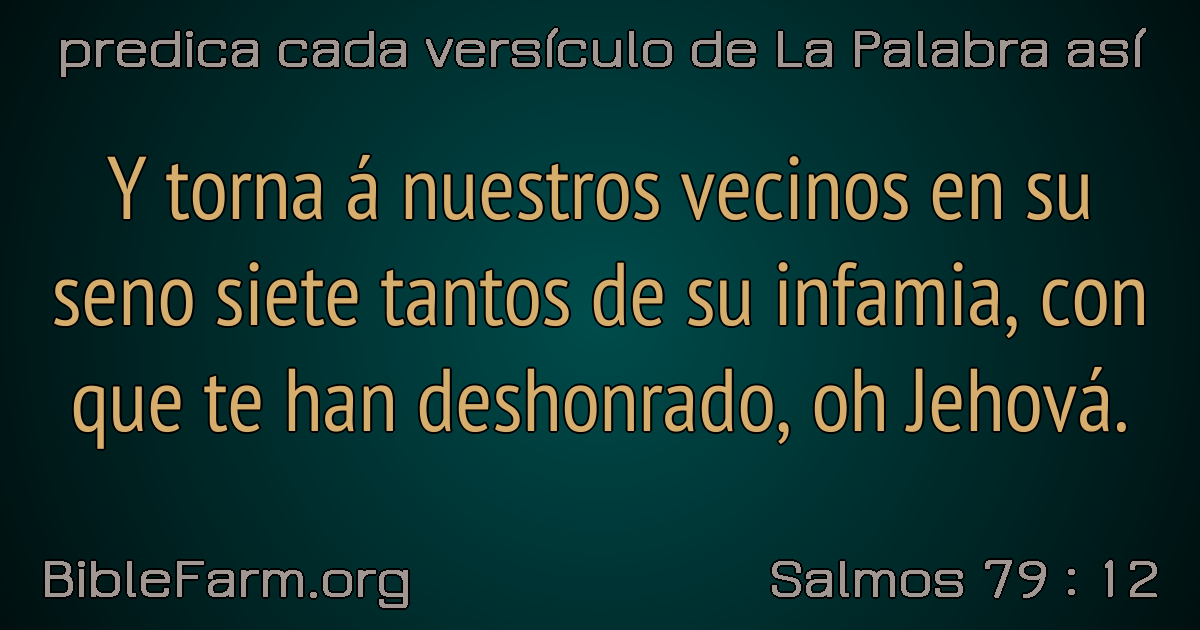 predica cada versículo de La Palabra así
Y torna á nuestros vecinos en su
seno siete tantos de su infamia, con
que te han deshonrado, oh Jehová.
BibleFarm.org
Salmos 79 : 12